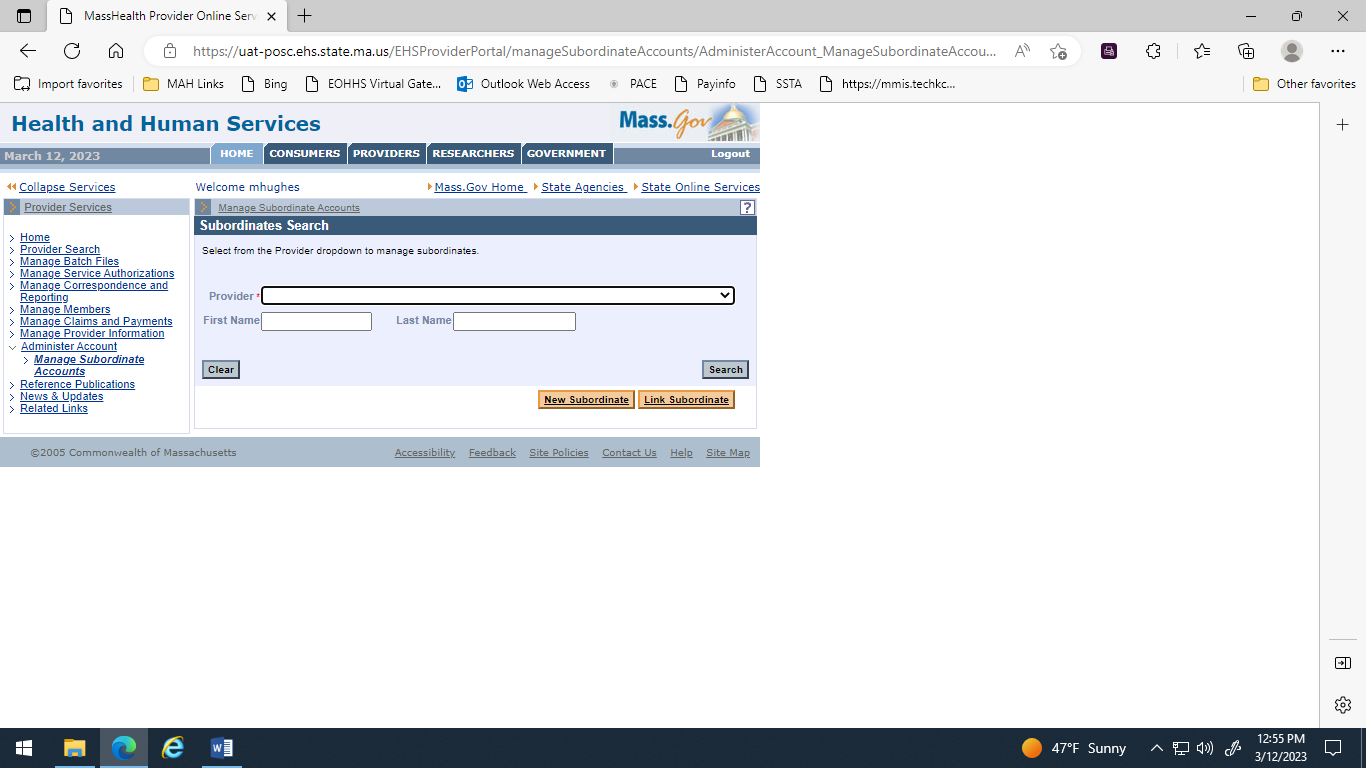 MassHealth Provider Online Serv
https://uat-posc.ehs.state.ma.us/EHSProviderPortal/manageSubordinateAccounts/AdministerAccount_ManageSubordinateAccou...
Import favorites MAH Links Bing EOHHS Virtual Gate... Outlook Web Access PACE Payinfo SSTA https://mmis.techkc... Other favorites
Health and Human Services Mass.Gov
March 12, 2023 HOME CONSUMERS PROVIDERS RESEARCHERS GOVERNMENT Logout
Collapse Services Welcome mhughes Mass.Gov Home State Agencies State Online Services
Provider Services
Home
Provider Search
Manage Batch Files
Manage Service Authorizations
Manage Correspondence and
Reporting
Manage Members
Manage Claims and Payments
Manage Provider Information
Administer Account
Manage Subordinate
Accounts
Reference Publications
News & Updates
Related Links
Manage Subordinate Accounts ?
Subordinates Search
Select from the Provider dropdown to manage subordinates.
Provider *
First Name Last Name
Clear Search
New Subordinate Link Subordinate
©2005 Commonwealth of Massachusetts Accessibility Feedback Site Policies Contact Us Help Site Map
47°F Sunny 12:55 PM
3/12/2023